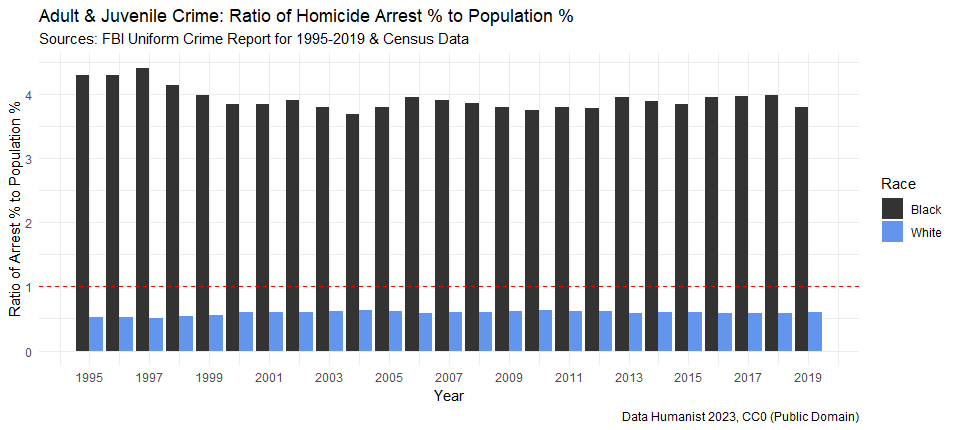 Adult & Juvenile Crime: Ratio of Homicide Arrest % to Population %
Sources: FBI Uniform Crime Report for 1995-2019 & Census Data
Ratio of Arrest % to Population %
4
3
2
1
0
1995 1997 1999 2001 2003 2005 2007 2009 2011 2013 2015 2017 2019
Year
Race
Black
White
Data Humanist 2023, CC0 (Public Domain)